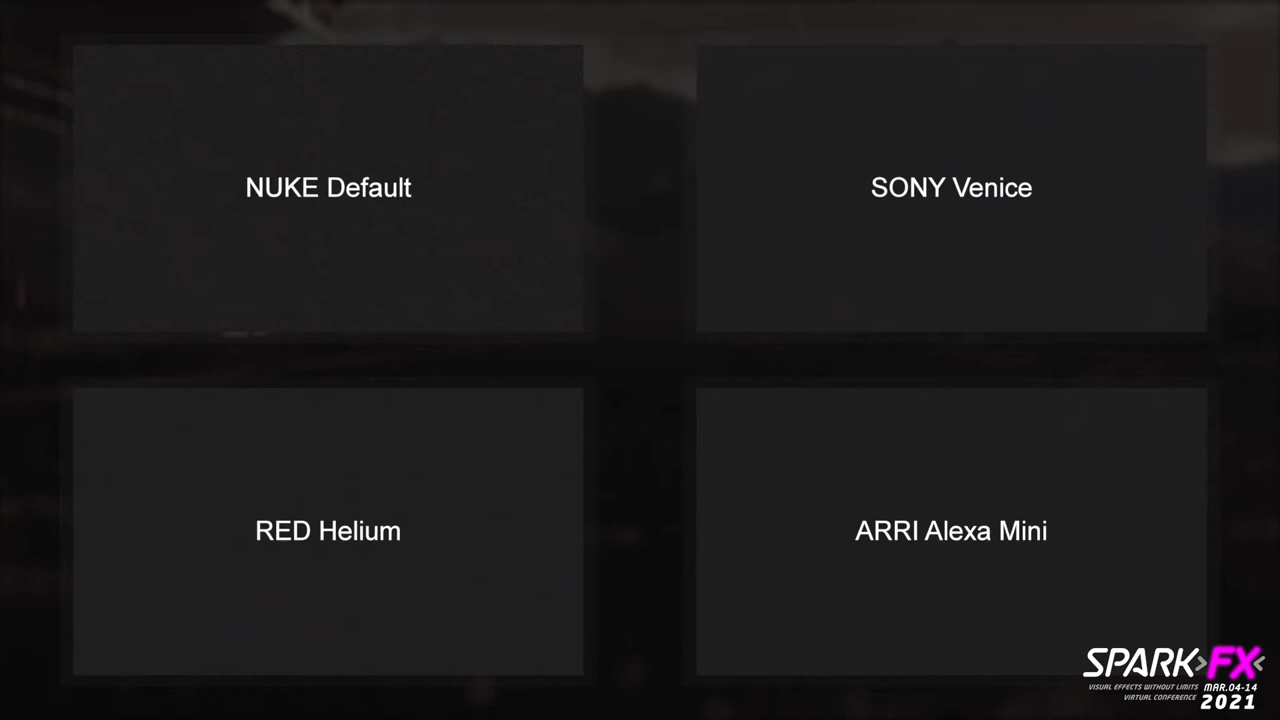 NUKE Default
SONY Venice
RED Helium
ARRI Alexa Mini
SPARK>FX<
VISUAL EFFECTS WITHOUT LIMITS
VIRTUAL CONFERENCE
MAR.04-14
2021